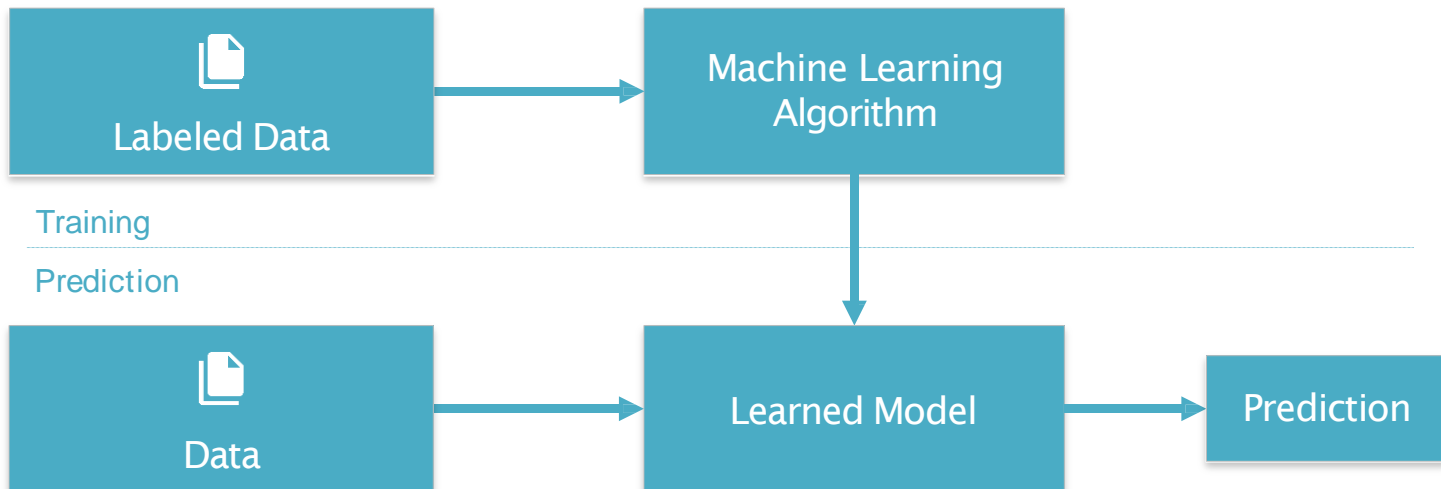 Labeled Data
Machine Learning
Algorithm
Training
Prediction
Data
Learned Model
Prediction